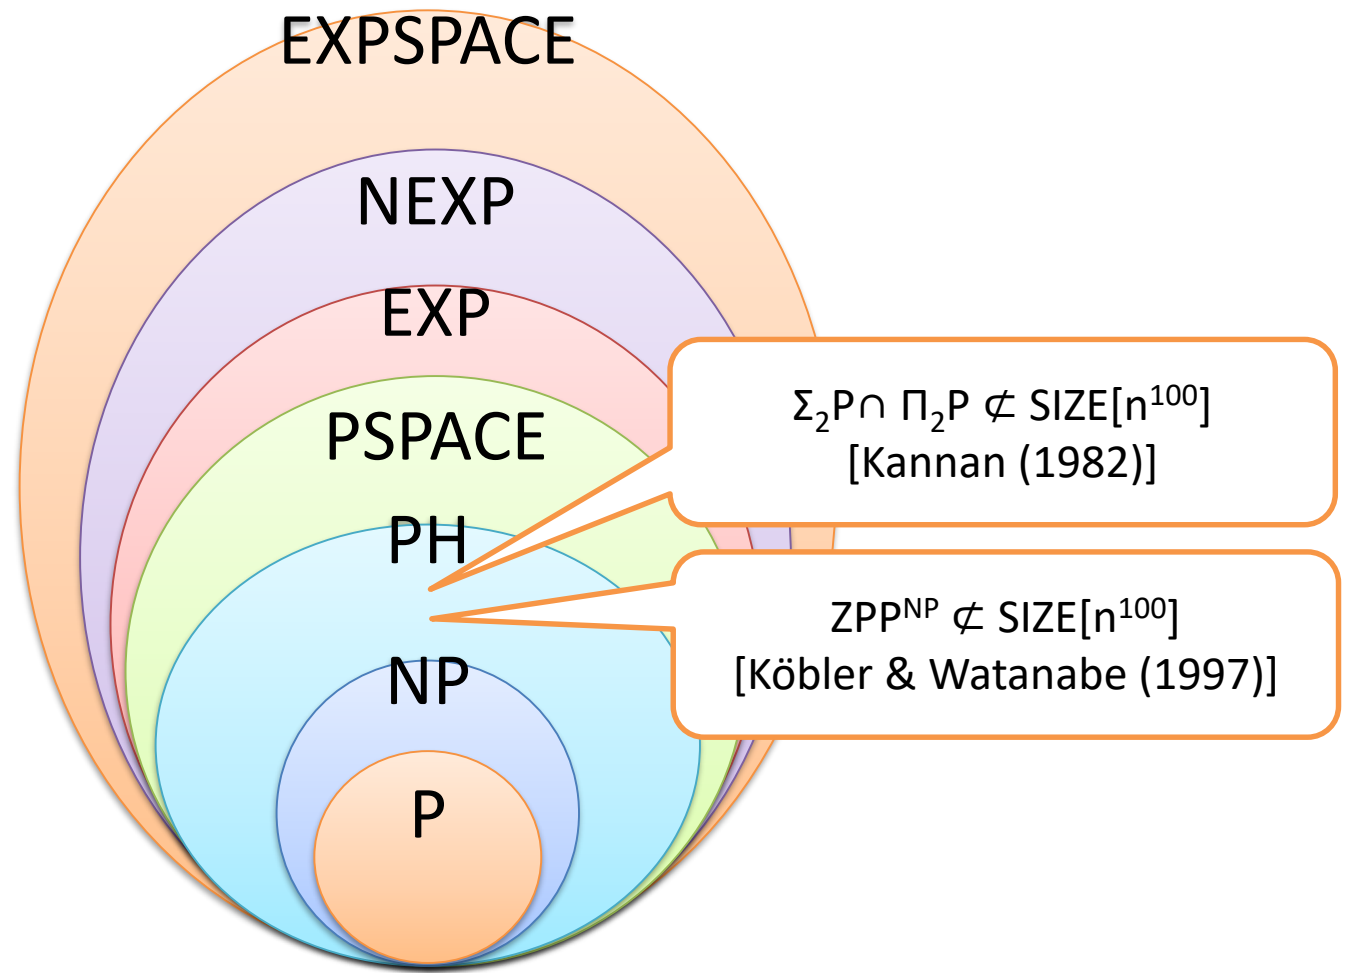 EXPSPACE
NEXP
EXP
PSPACE
PH
NP
P
Σ₂P∩ Π₂P ⊄ SIZE[n¹⁰⁰]
[Kannan (1982)]
ZPPᴺᴾ ⊄ SIZE[n¹⁰⁰]
[Köbler & Watanabe (1997)]